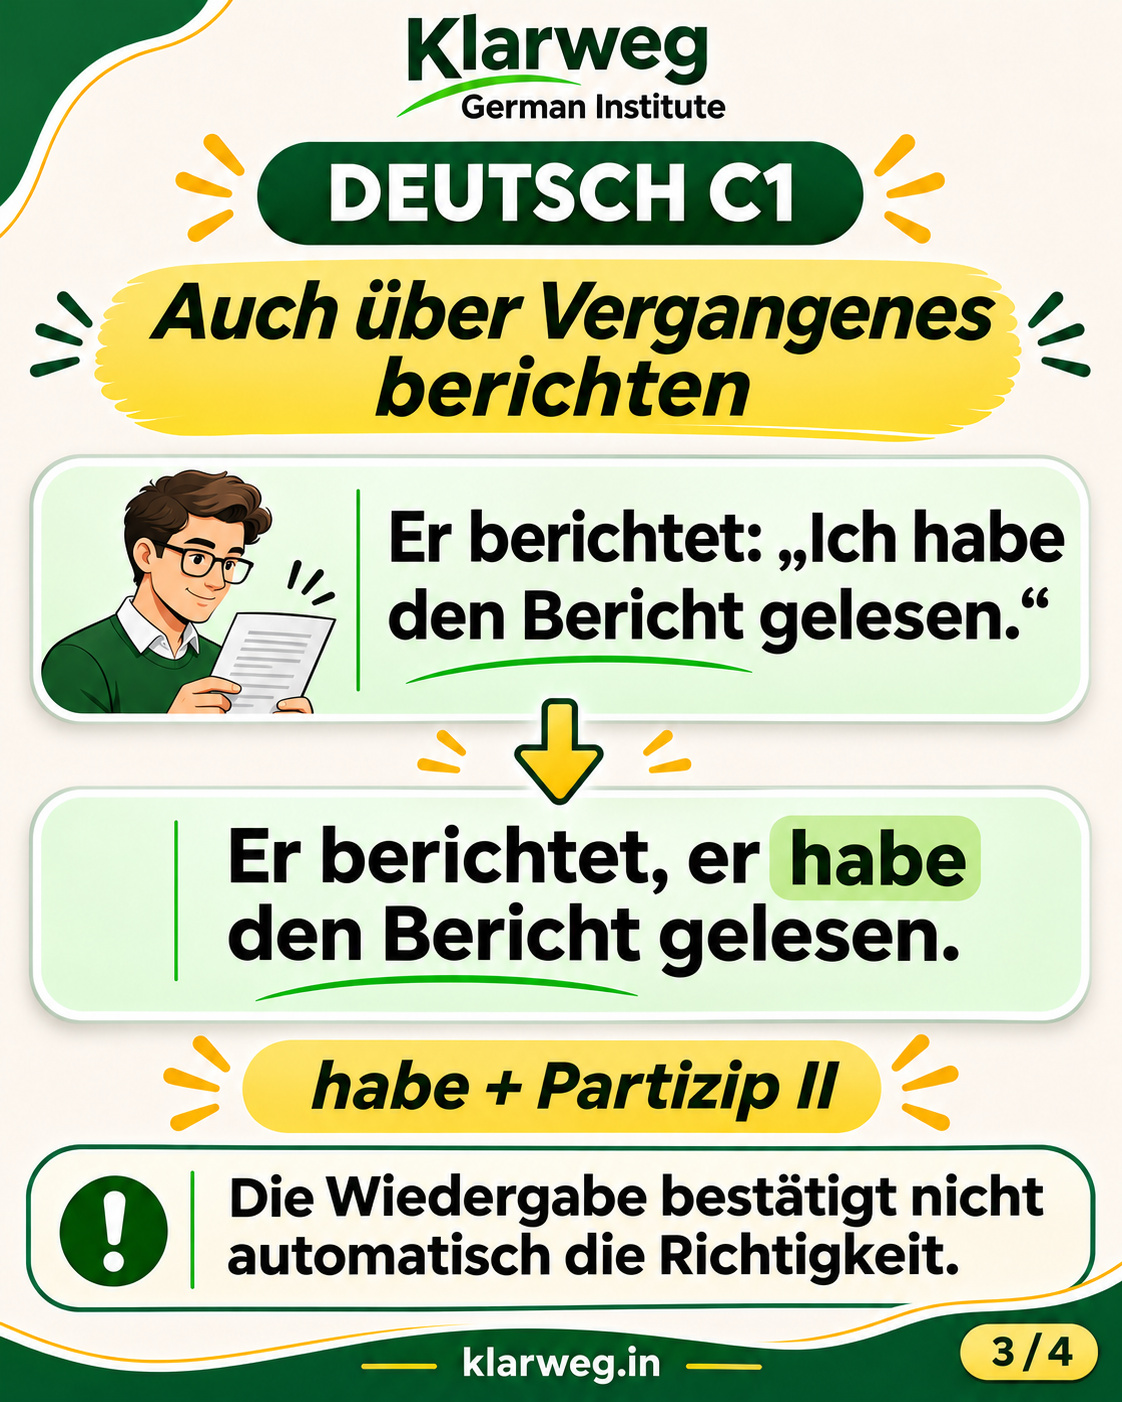 Klarweg
German Institute
DEUTSCH C1
Auch über Vergangenes
berichten
Er berichtet: „Ich habe
den Bericht gelesen.“
Er berichtet, er habe
den Bericht gelesen.
habe + Partizip II
!
Die Wiedergabe bestätigt nicht
automatisch die Richtigkeit.
klarweg.in
3 / 4